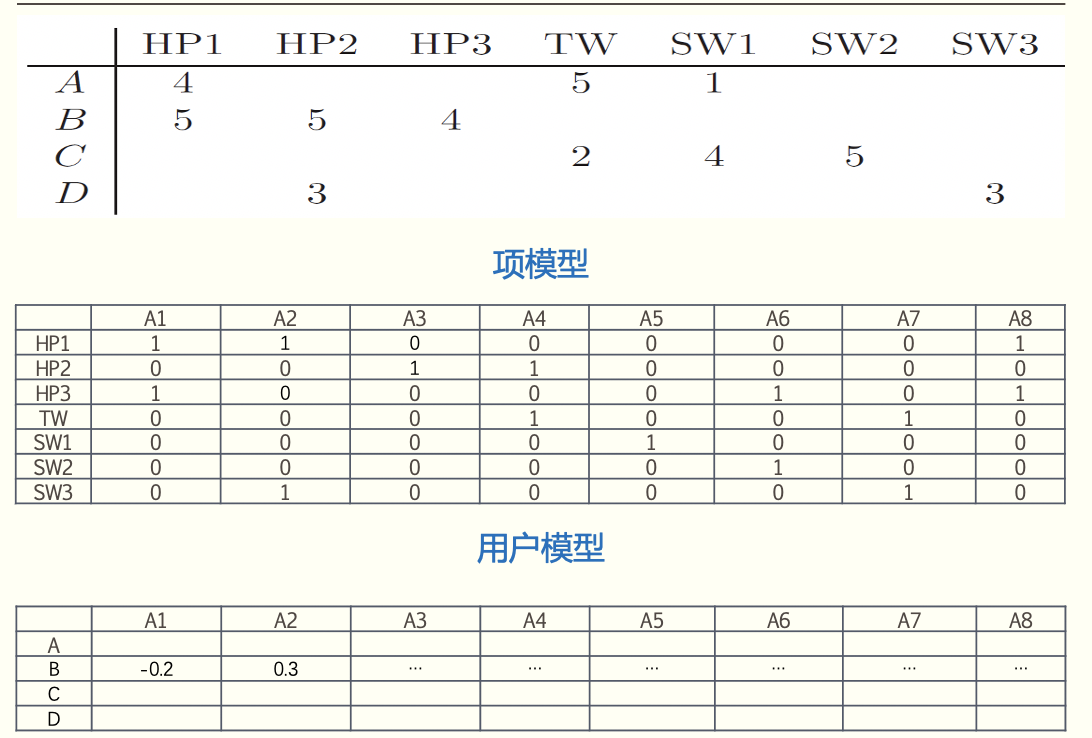 HP1 HP2 HP3 TW SW1 SW2 SW3
A 4 5 1
B 5 5 4
C 2 4 5
D 3 3
项模型
A1 A2 A3 A4 A5 A6 A7 A8
HP1 1 1 0 0 0 0 0 1
HP2 0 0 1 1 0 0 0 0
HP3 1 0 0 0 0 1 0 1
TW 0 0 0 1 0 0 1 0
SW1 0 0 0 0 1 0 0 0
SW2 0 0 0 0 0 1 0 0
SW3 0 1 0 0 0 0 1 0
用户模型
A1 A2 A3 A4 A5 A6 A7 A8
A
B -0.2 0.3 ... ... ... ... ... ...
C
D